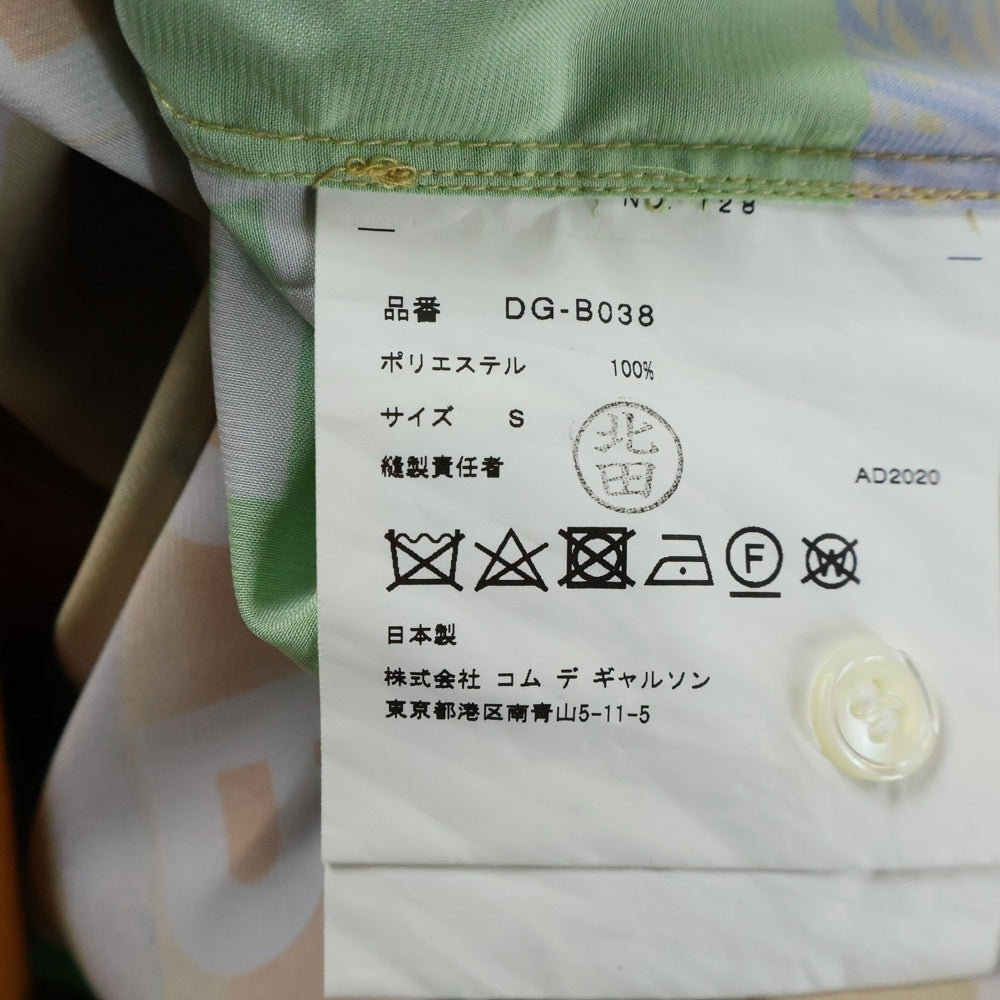 NO. 128
品番 DG-B038
ポリエステル 100%
サイズ S
縫製責任者 北田
AD2020
F W
日本製
株式会社 コム デ ギャルソン
東京都港区南青山5-11-5